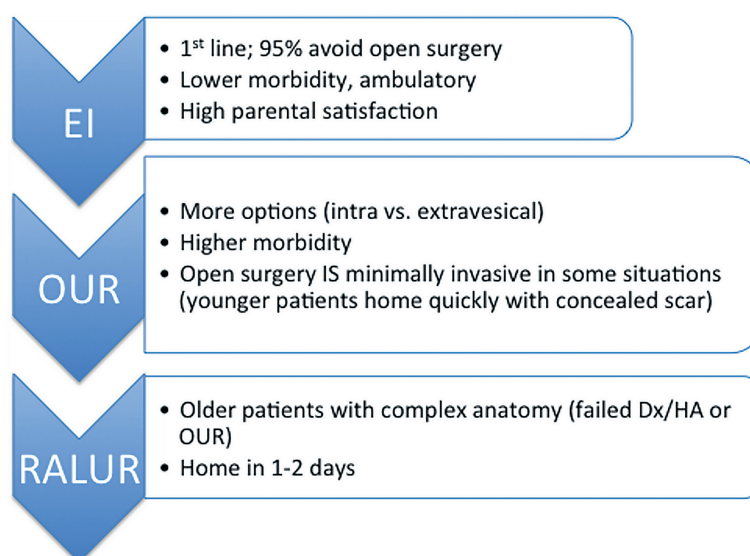 EI
• 1st line; 95% avoid open surgery
• Lower morbidity, ambulatory
• High parental satisfaction
OUR
• More options (intra vs. extravesical)
• Higher morbidity
• Open surgery IS minimally invasive in some situations
(younger patients home quickly with concealed scar)
RALUR
• Older patients with complex anatomy (failed Dx/HA or
OUR)
• Home in 1-2 days